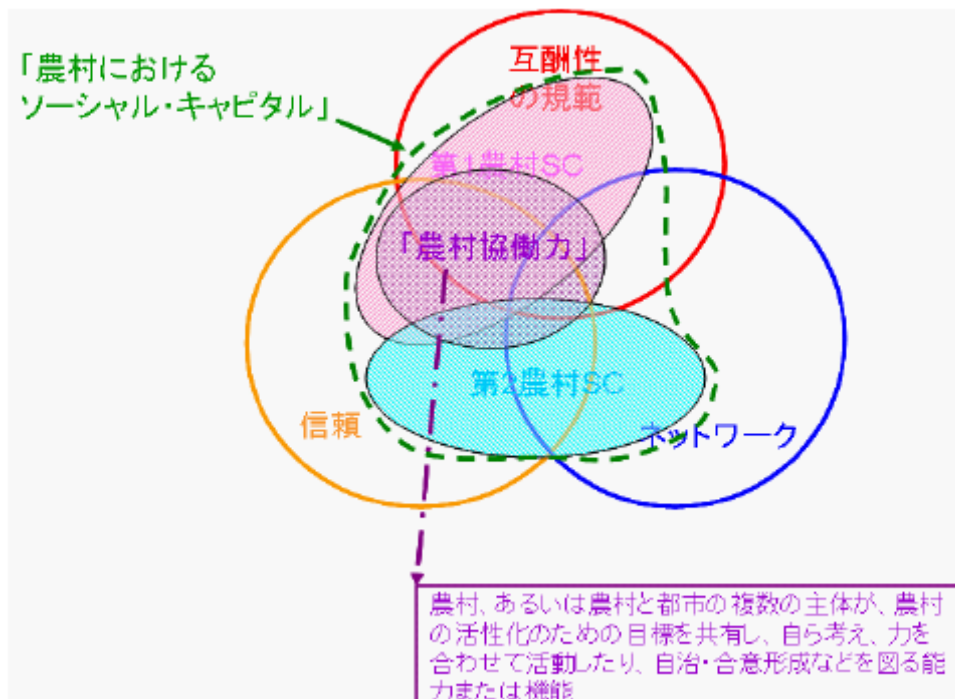 「農村における
ソーシャル・キャピタル」
互酬性
の規範
第1農村SC
「農村協働力」
第2農村SC
信頼
ネットワーク
農村、あるいは農村と都市の複数の主体が、農村
の活性化のための目標を共有し、自ら考え、力を
合わせて活動したり、自治・合意形成などを図る能
力または機能